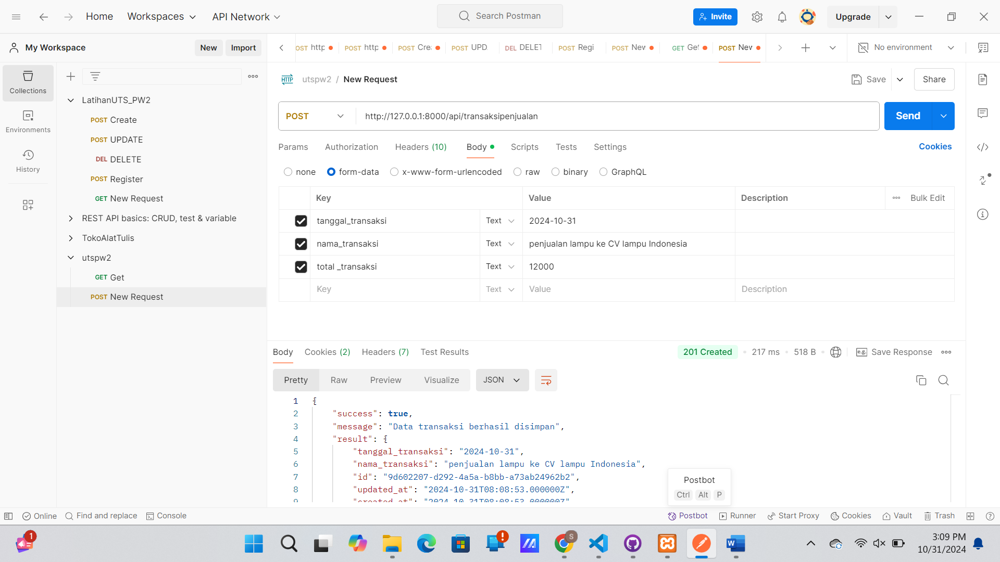 Home
Workspaces
API Network
Search Postman
Invite
Upgrade
My Workspace
New
Import
OST http
POST http
POST Crea
POST UPD
DEL DELET
POST Regi
POST New
GET Get
POST New
No environment
Collections
Environments
History
LatihanUTS_PW2
POST Create
POST UPDATE
DEL DELETE
POST Register
GET New Request
REST API basics: CRUD, test & variable
TokoAlatTulis
utspw2
GET Get
POST New Request
HTTP utspw2 / New Request
Save
Share
POST http://127.0.0.1:8000/api/transaksipenjualan
Send
Params Authorization Headers (10) Body Scripts Tests Settings
Cookies
none form-data x-www-form-urlencoded raw binary GraphQL
Key Value Description Bulk Edit
tanggal_transaksi Text 2024-10-31
nama_transaksi Text penjualan lampu ke CV lampu Indonesia
total _transaksi Text 12000
Key Text Value Description
Body Cookies (2) Headers (7) Test Results
201 Created 217 ms 518 B
e.g. Save Response
Pretty Raw Preview Visualize JSON
1 {
2 "success": true,
3 "message": "Data transaksi berhasil disimpan",
4 "result": {
5 "tanggal_transaksi": "2024-10-31",
6 "nama_transaksi": "penjualan lampu ke CV lampu Indonesia",
7 "id": "9d602207-d292-4a5a-b8bb-a73ab24962b2",
8 "updated_at": "2024-10-31T08:08:53.000000Z",
9 "created_at": "2024-10-31T08:08:53.000000Z"
Postbot
Ctrl Alt P
Online Find and replace Console
Postbot Runner Start Proxy Cookies Vault Trash
1
S
W
3:09 PM
10/31/2024